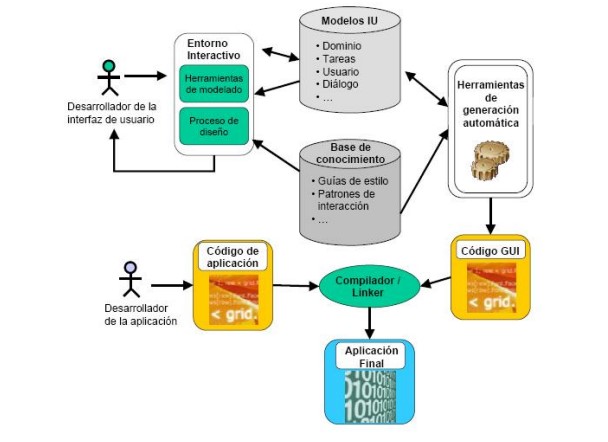 Modelos IU
• Dominio
• Tareas
• Usuario
• Diálogo
• ...
Entorno
Interactivo
Herramientas
de modelado
Proceso de
diseño
Desarrollador de la
interfaz de usuario
Herramientas
de
generación
automática
Base de
conocimiento
• Guías de estilo
• Patrones de
interacción
• ...
Código de
aplicación
< grid.
Compilador /
Linker
Código GUI
< grid.
Desarrollador
de la aplicación
Aplicación
Final